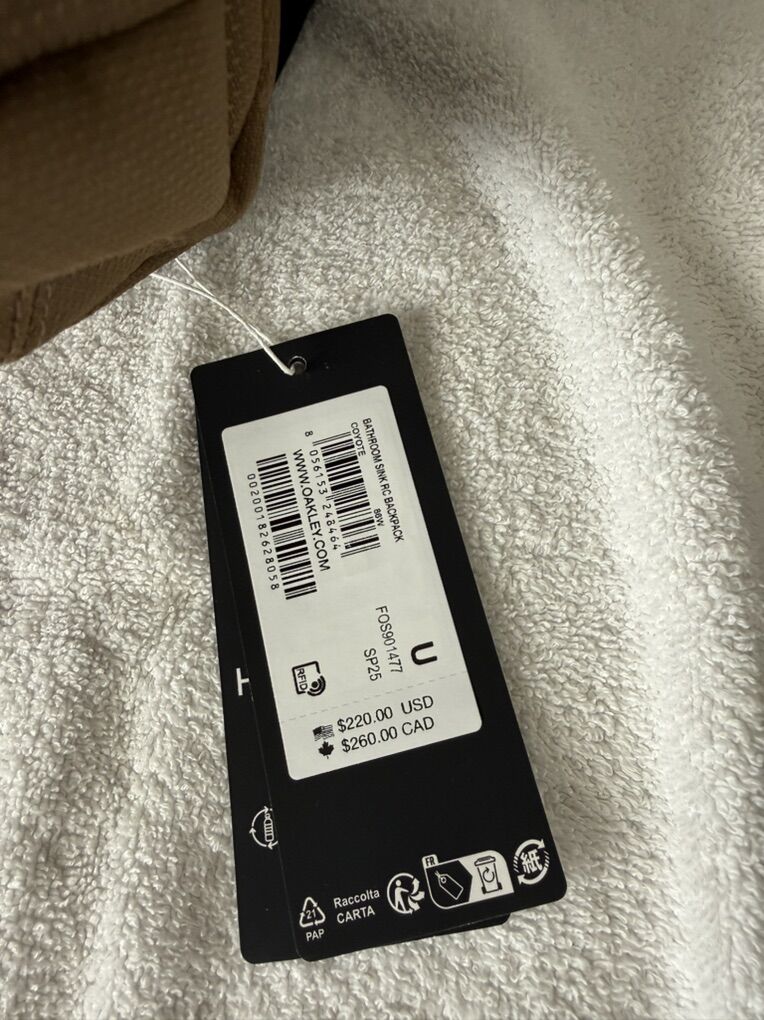 BATHROOM SINK RC BACKPACK
COYOTE 86W
8 056153 248464
WWW.OAKLEY.COM
00200182628058
U
FOS901477
SP25
RFID
$220.00 USD
$260.00 CAD
H
21
PAP
Raccolta
CARTA
FR
紙